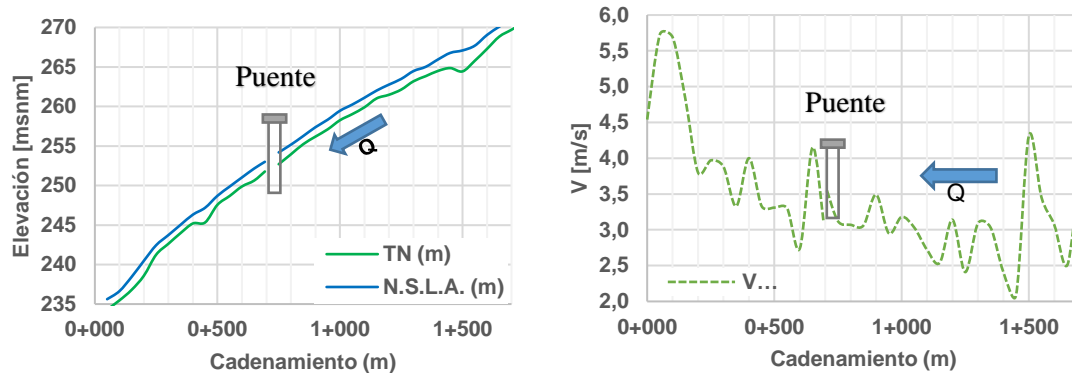 270
265
260
255
250
245
240
235
Elevación [msnm]
Puente
Q
TN (m)
N.S.L.A. (m)
0+000 0+500 1+000 1+500
Cadenamiento (m)
6,0
5,5
5,0
4,5
4,0
3,5
3,0
2,5
2,0
V [m/s]
Puente
Q
V...
0+000 0+500 1+000 1+500
Cadenamiento (m)